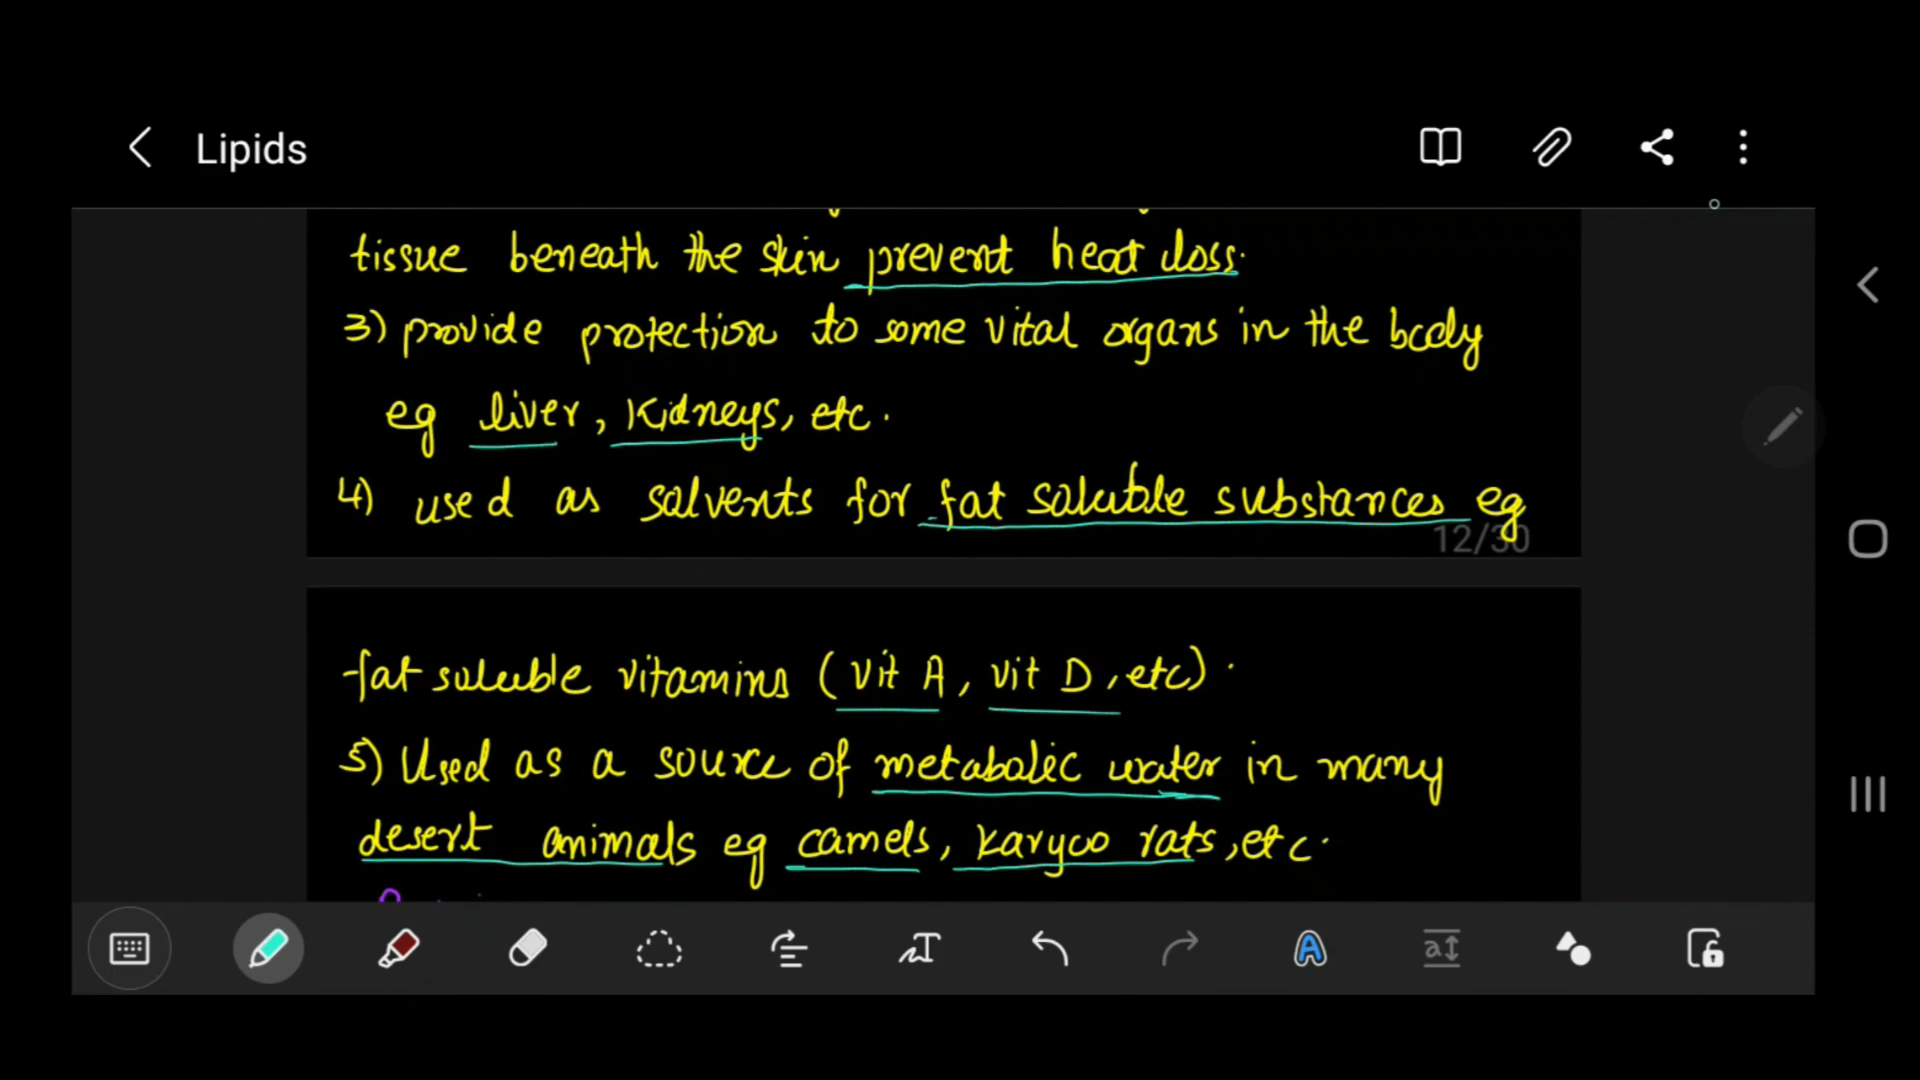 Lipids
tissue beneath the skin prevent heat loss.
3) provide protection to some vital organs in the body
eg liver, Kidneys, etc.
4) used as solvents for fat soluble substances eg
12/30
fat soluble vitamins (vit A, vit D, etc).
5) Used as a source of metabolic water in many
desert animals eg camels, Karyoo rats, etc.